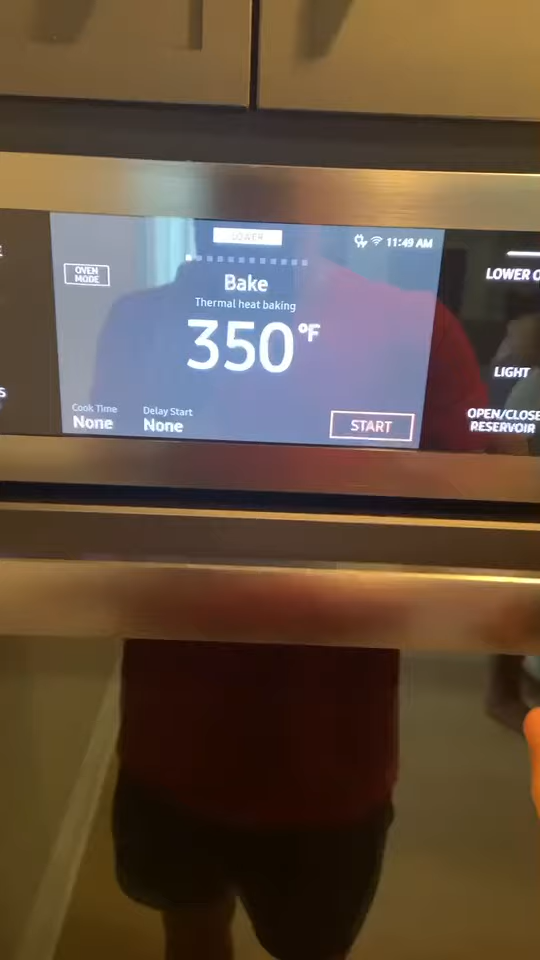 LOWER
11:49 AM
OVEN MODE
Bake
Thermal heat baking
350°F
Cook Time
None
Delay Start
None
START
LOWER O
LIGHT
OPEN/CLOSE
RESERVOIR